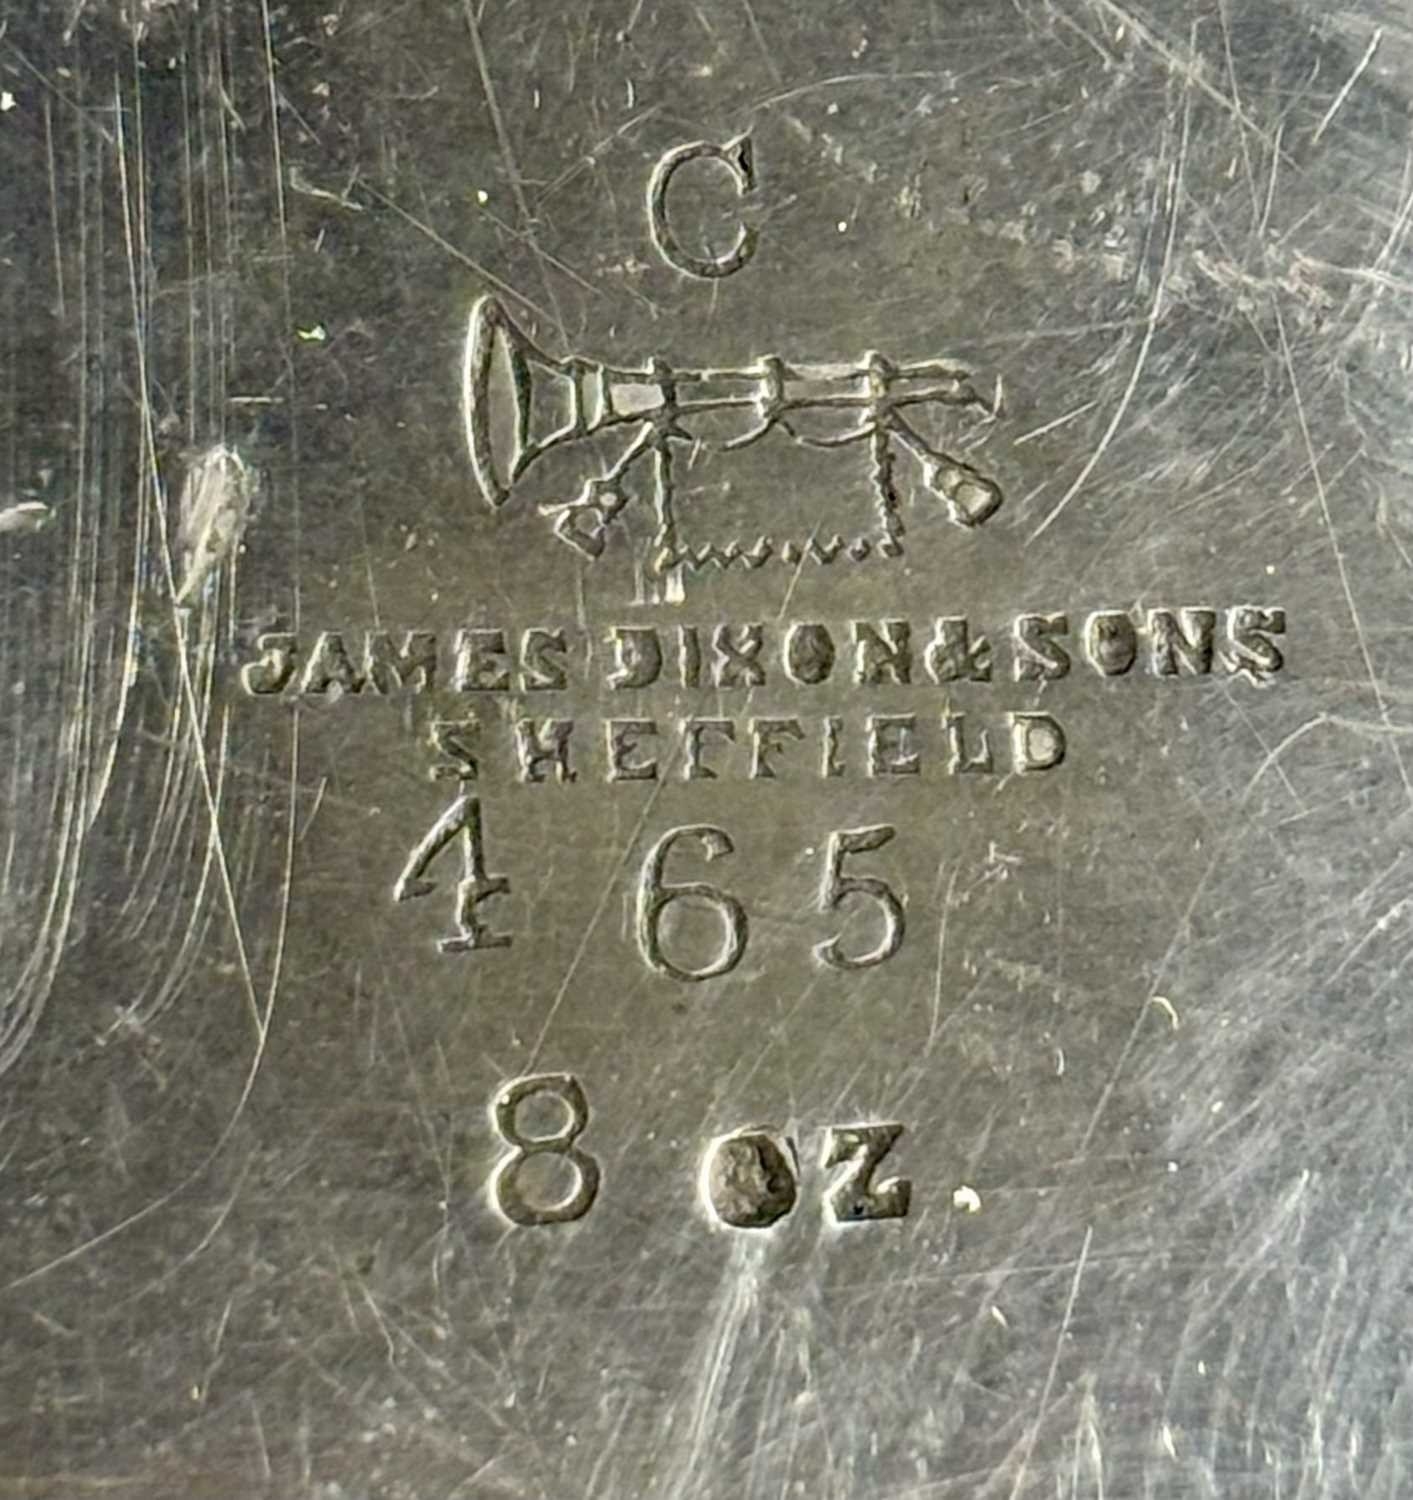 C
JAMES DIXON & SONS
SHEFFIELD
465
8 oz.